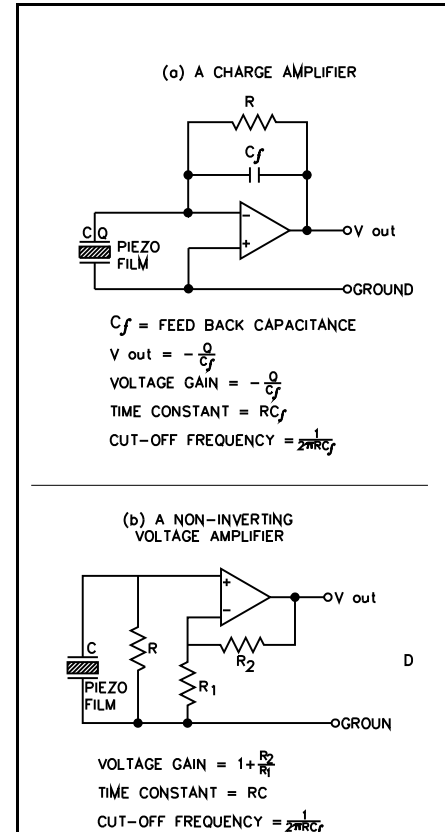 (a) A CHARGE AMPLIFIER
R
Cf
−
+
V out
C Q
PIEZO
FILM
GROUND
Cf = FEED BACK CAPACITANCE
V out = −Q/Cf
VOLTAGE GAIN = −Q/Cf
TIME CONSTANT = RCf
CUT-OFF FREQUENCY = 1/2πRCf
(b) A NON-INVERTING
VOLTAGE AMPLIFIER
+
−
V out
C
R
R2
D
R1
PIEZO
FILM
GROUN
VOLTAGE GAIN = 1+R2/R1
TIME CONSTANT = RC
CUT-OFF FREQUENCY = 1/2πRCf